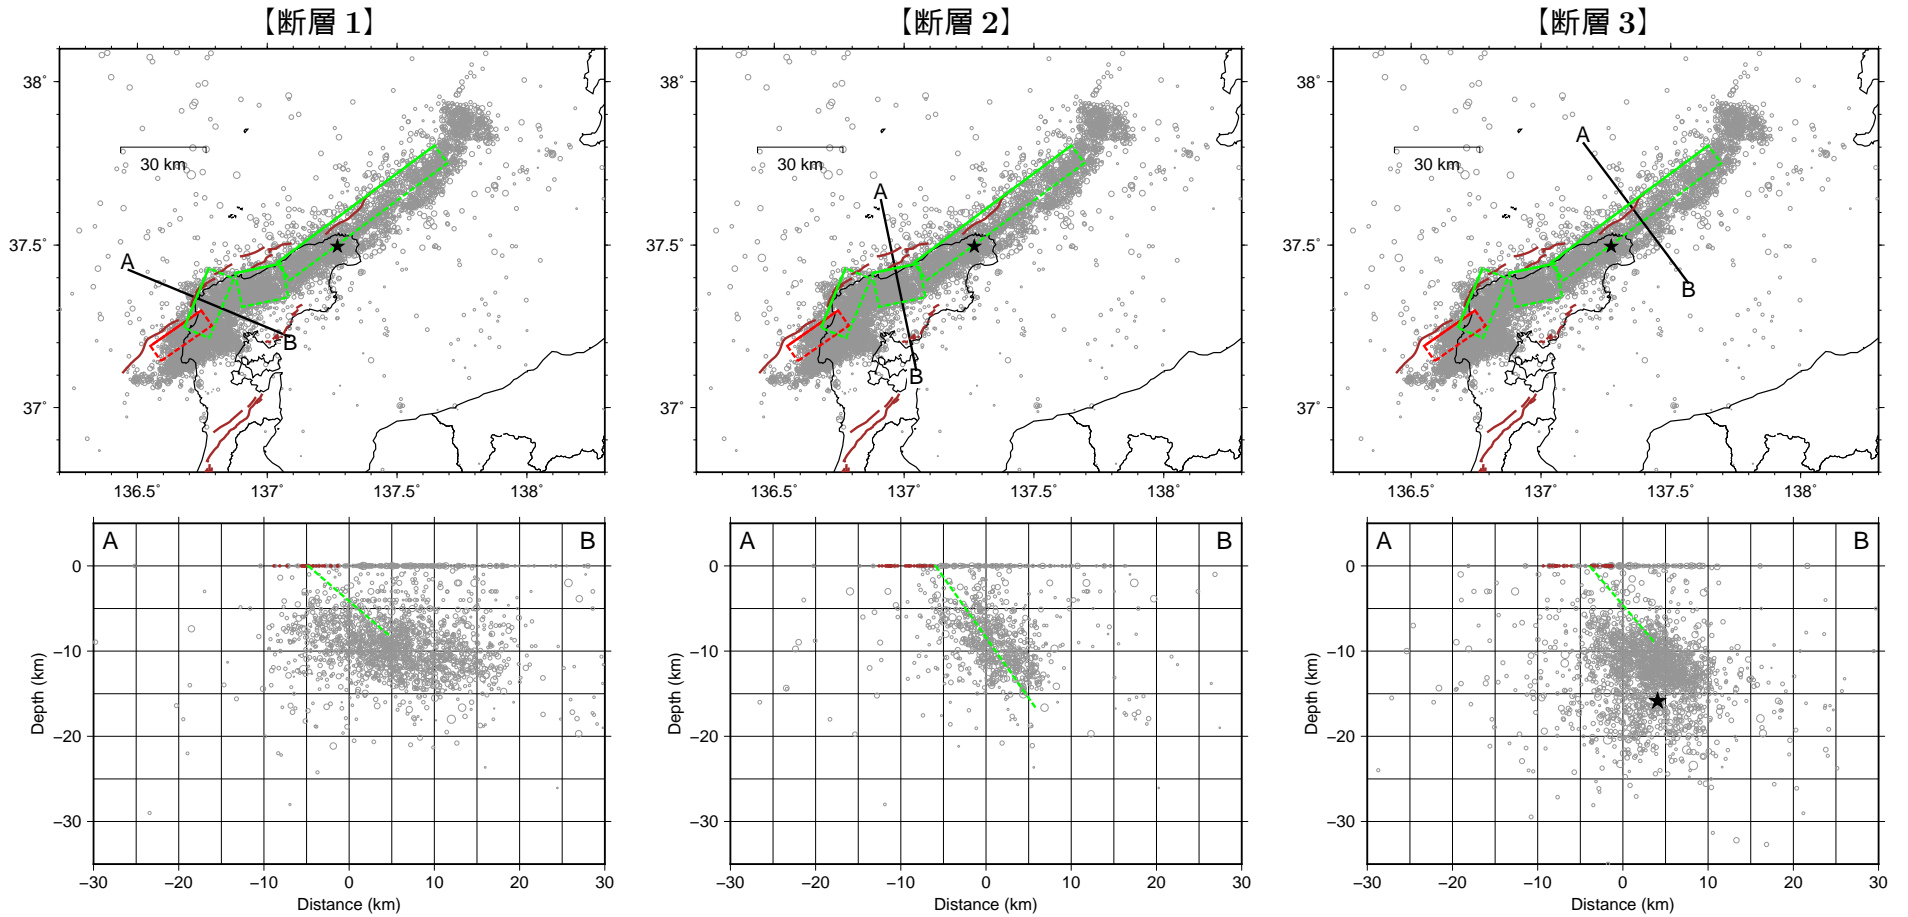 【断層 1】
38°
37.5°
37°
136.5°
137°
137.5°
138°
30 km
A
B
A
B
0
−10
−20
−30
Depth (km)
−30
−20
−10
0
10
20
30
Distance (km)
【断層 2】
38°
37.5°
37°
136.5°
137°
137.5°
138°
30 km
A
B
A
B
0
−10
−20
−30
Depth (km)
−30
−20
−10
0
10
20
30
Distance (km)
【断層 3】
38°
37.5°
37°
136.5°
137°
137.5°
138°
30 km
A
B
A
B
0
−10
−20
−30
Depth (km)
−30
−20
−10
0
10
20
30
Distance (km)